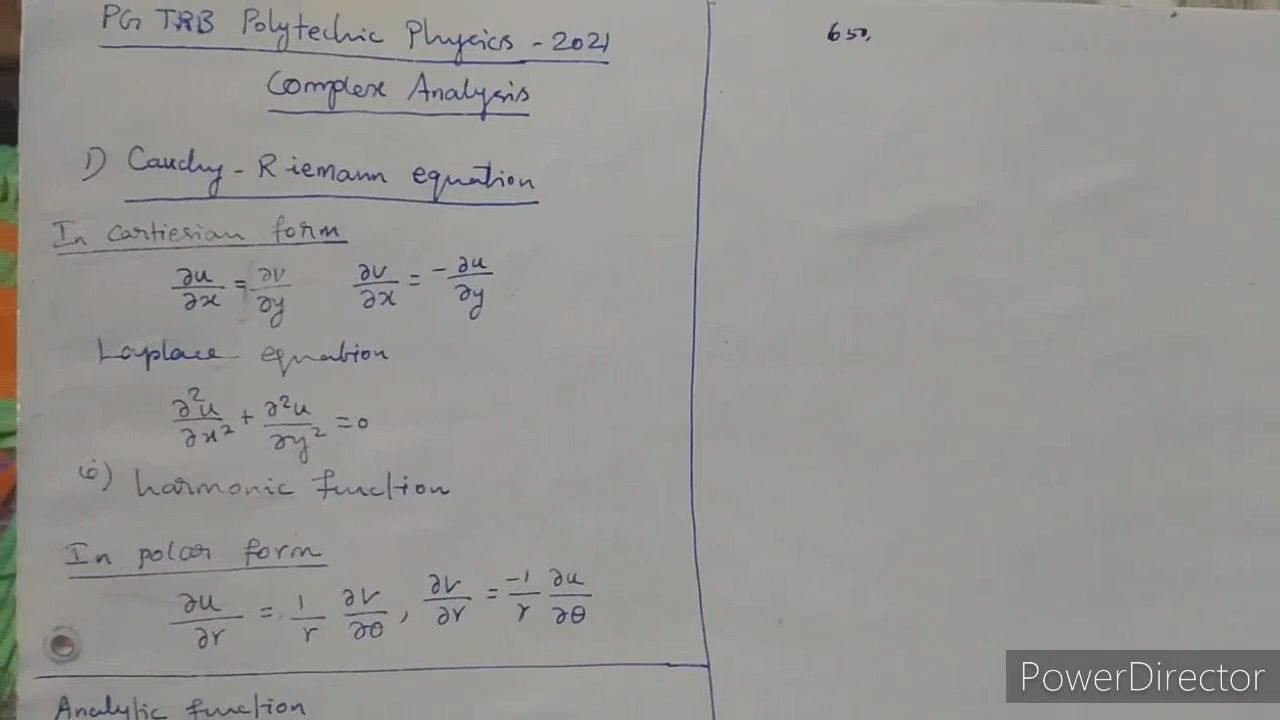 PG TRB Polytechic Physics - 2021
Complex Analysis
1) Cauchy - Riemann equation
In cartiesian form
∂u/∂x = ∂v/∂y   ∂v/∂x = -∂u/∂y
Laplace equation
∂²u/∂x² + ∂²u/∂y² = 0
(i) harmonic function
In polar form
∂u/∂r = 1/r ∂v/∂θ, ∂v/∂r = -1/r ∂u/∂θ
Analytic function
650,
PowerDirector